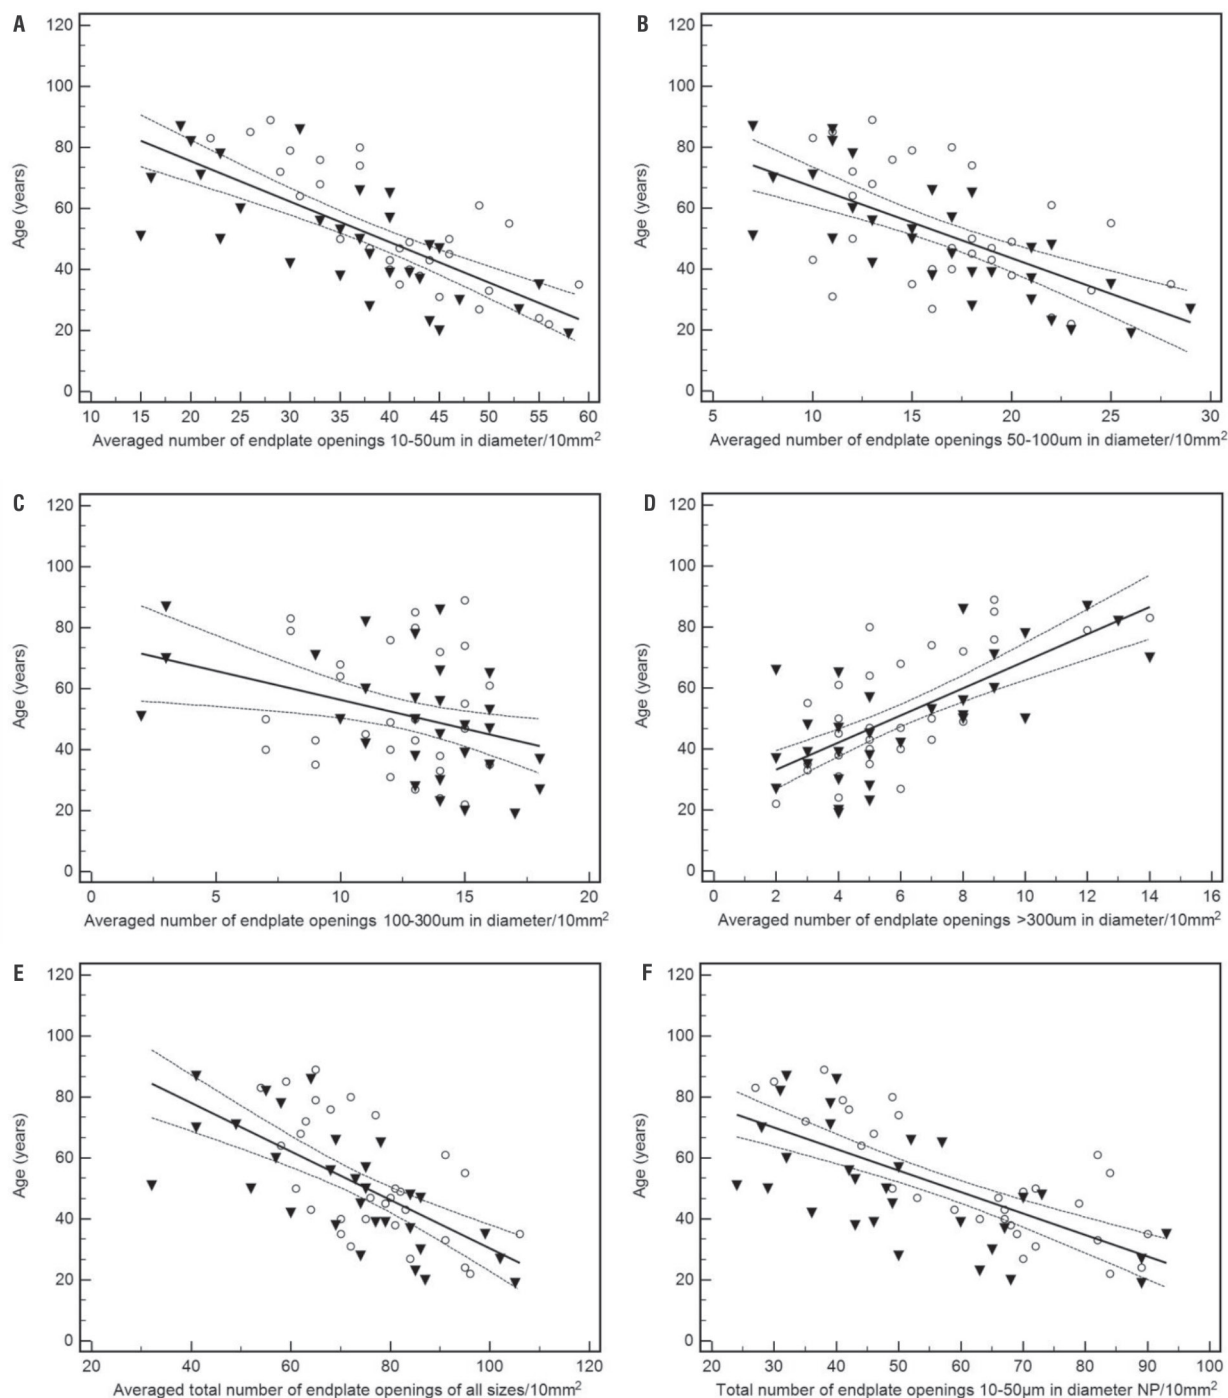 A
120
100
80
60
40
20
0
Age (years)
10 15 20 25 30 35 40 45 50 55 60
Averaged number of endplate openings 10-50um in diameter/10mm²
B
120
100
80
60
40
20
0
Age (years)
5 10 15 20 25 30
Averaged number of endplate openings 50-100um in diameter/10mm²
C
120
100
80
60
40
20
0
Age (years)
0 5 10 15 20
Averaged number of endplate openings 100-300um in diameter/10mm²
D
120
100
80
60
40
20
0
Age (years)
0 2 4 6 8 10 12 14 16
Averaged number of endplate openings >300um in diameter/10mm²
E
120
100
80
60
40
20
0
Age (years)
20 40 60 80 100 120
Averaged total number of endplate openings of all sizes/10mm²
F
120
100
80
60
40
20
0
Age (years)
20 30 40 50 60 70 80 90 100
Total number of endplate openings 10-50µm in diameter NP/10mm²